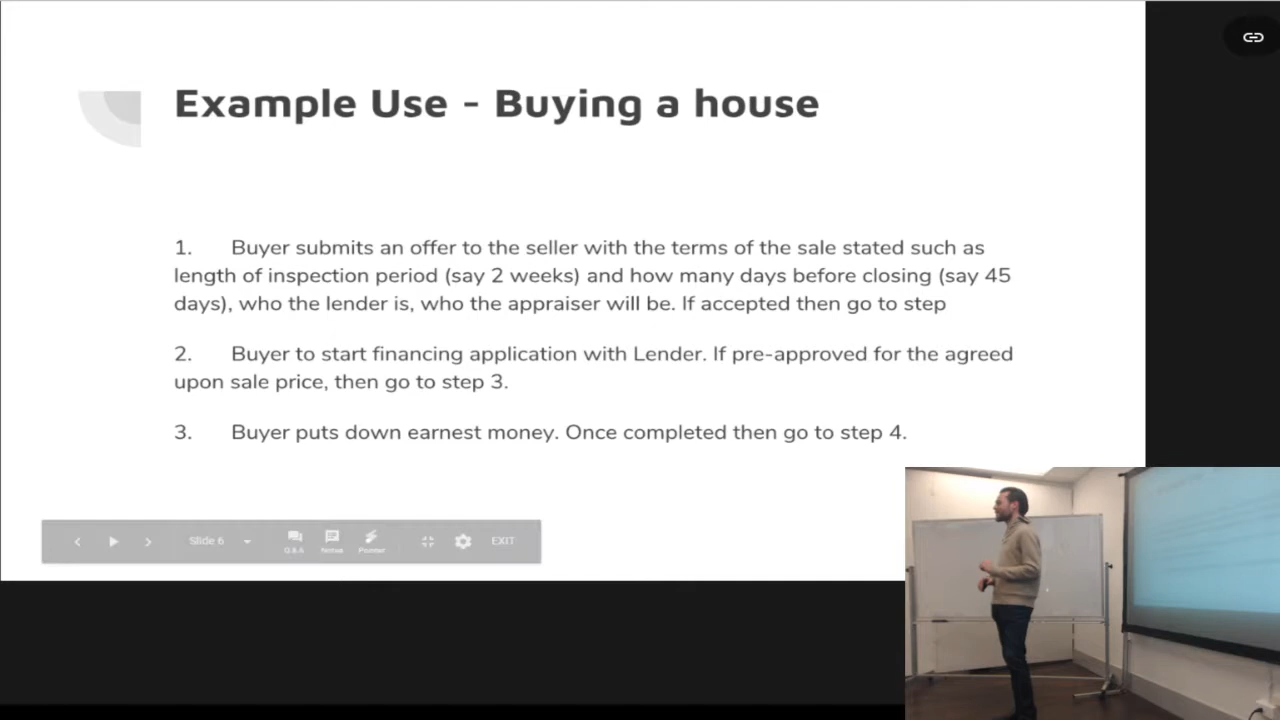 Example Use - Buying a house
1. Buyer submits an offer to the seller with the terms of the sale stated such as
length of inspection period (say 2 weeks) and how many days before closing (say 45
days), who the lender is, who the appraiser will be. If accepted then go to step
2. Buyer to start financing application with Lender. If pre-approved for the agreed
upon sale price, then go to step 3.
3. Buyer puts down earnest money. Once completed then go to step 4.
Slide 6
Q&A Notes Pointer
EXIT